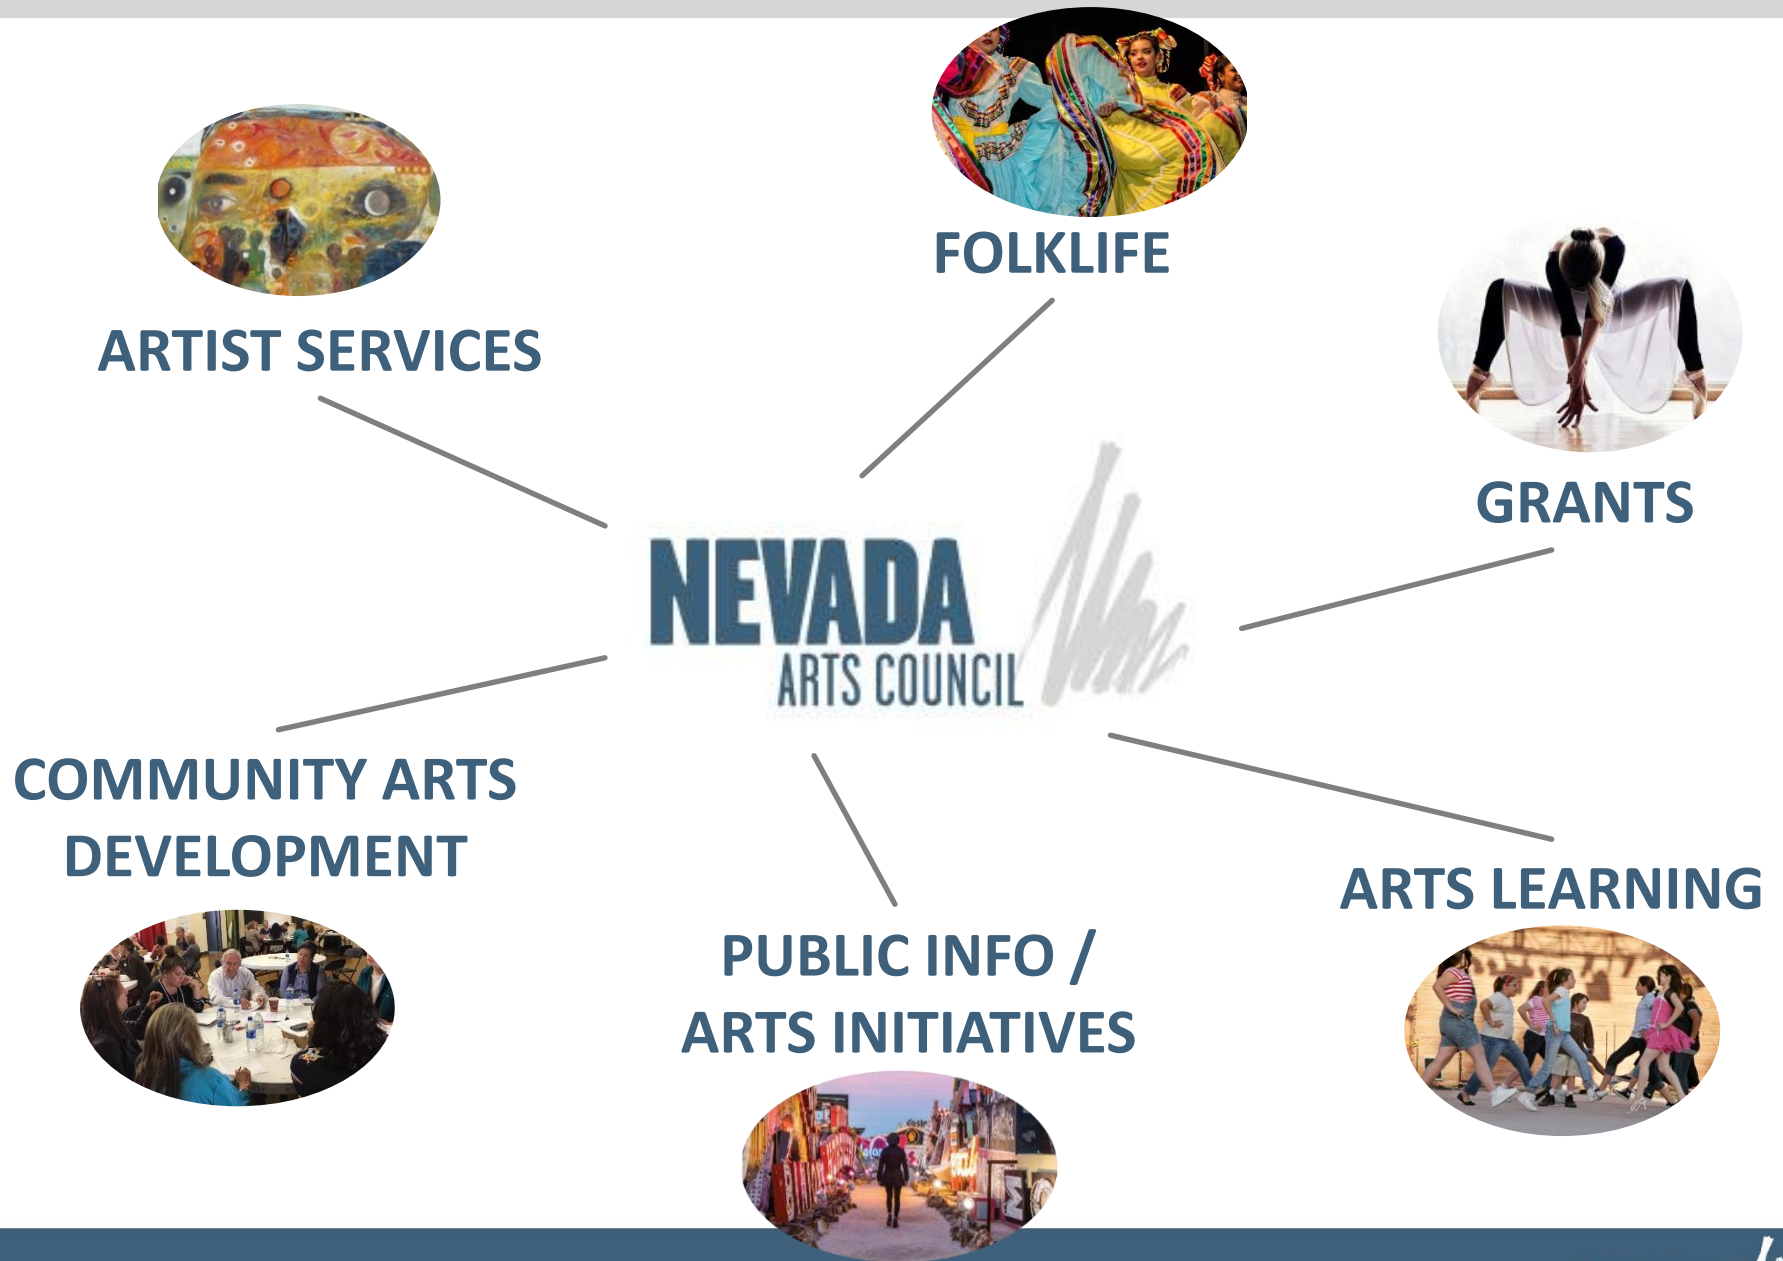 FOLKLIFE
ARTIST SERVICES
GRANTS
NEVADA
ARTS COUNCIL
COMMUNITY ARTS
DEVELOPMENT
ARTS LEARNING
PUBLIC INFO /
ARTS INITIATIVES